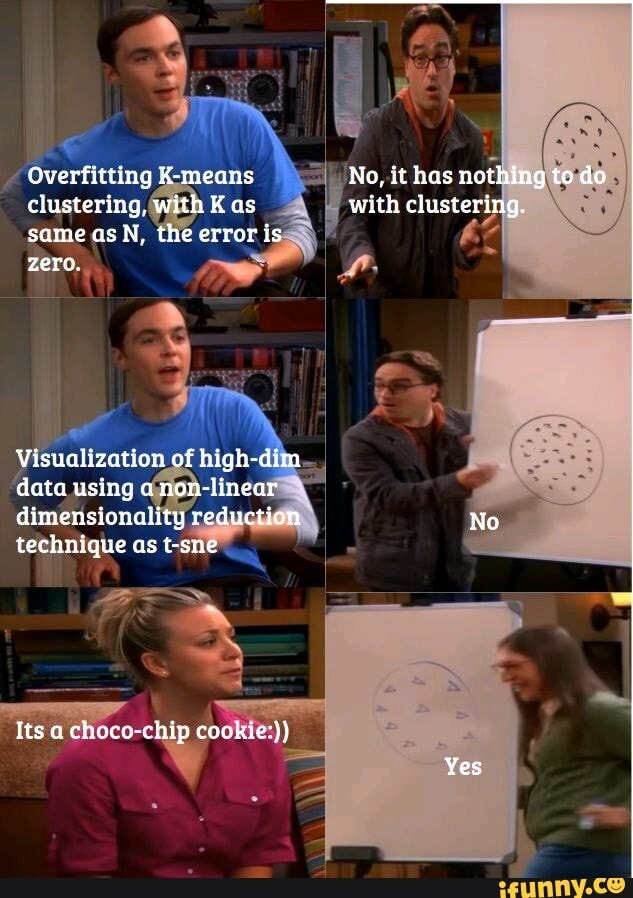 Overfitting K-means
clustering, with K as
same as N, the error is
zero.
No, it has nothing to do
with clustering.
Visualization of high-dim
data using a non-linear
dimensionality reduction
technique as t-sne
No
Its a choco-chip cookie:))
Yes
ifunny.co